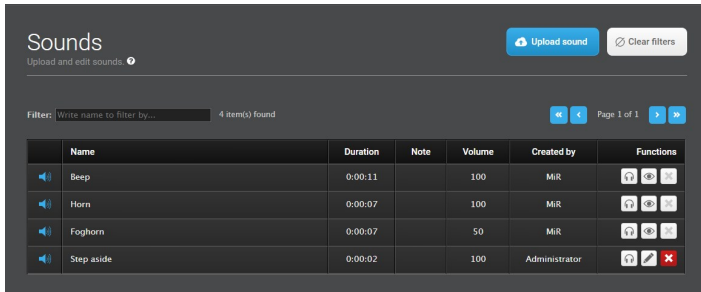 Sounds
Upload and edit sounds. ?
Upload sound
Clear filters
Filter: Write name to filter by... 4 item(s) found
« ‹ Page 1 of 1 › »
Name Duration Note Volume Created by Functions
Beep 0:00:11 100 MiR
Horn 0:00:07 100 MiR
Foghorn 0:00:07 50 MiR
Step aside 0:00:02 100 Administrator